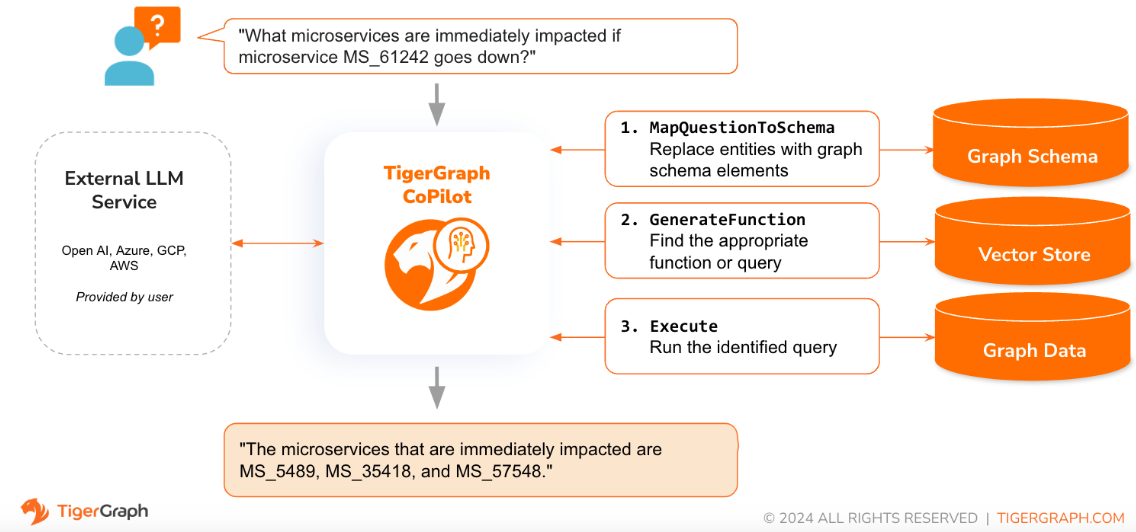 ?
"What microservices are immediately impacted if
microservice MS_61242 goes down?"
External LLM
Service
Open AI, Azure, GCP,
AWS
Provided by user
TigerGraph
CoPilot
1. MapQuestionToSchema
Replace entities with graph
schema elements
Graph Schema
2. GenerateFunction
Find the appropriate
function or query
Vector Store
3. Execute
Run the identified query
Graph Data
"The microservices that are immediately impacted are
MS_5489, MS_35418, and MS_57548."
TigerGraph
© 2024 ALL RIGHTS RESERVED | TIGERGRAPH.COM